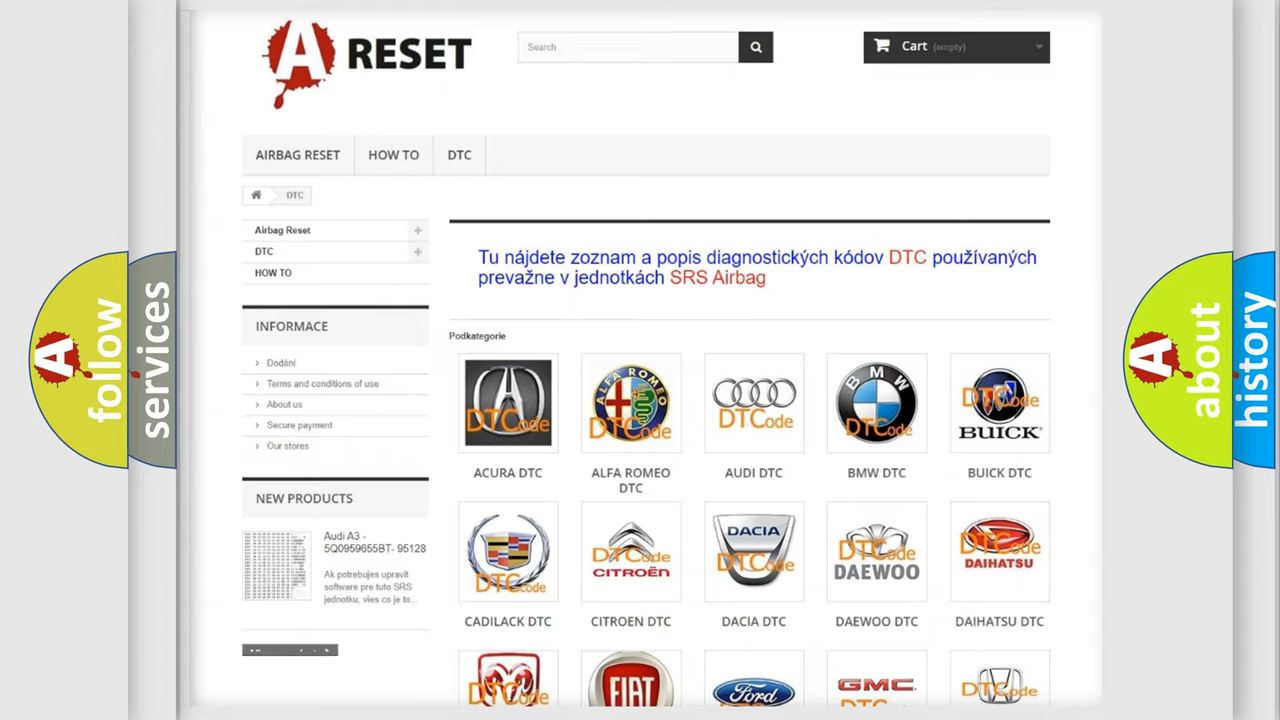 A RESET
Search
Cart (empty)
AIRBAG RESET
HOW TO
DTC
DTC
Airbag Reset
DTC
HOW TO
INFORMACE
Dodání
Terms and conditions of use
About us
Secure payment
Our stores
NEW PRODUCTS
Audi A3 -
5Q0959655BT- 95128
Ak potrebujes upravit
software pre tuto SRS
jednotku, vies co je to...
Tu nájdete zoznam a popis diagnostických kódov DTC používaných
prevažne v jednotkách SRS Airbag
Podkategorie
DTCode
ALFA ROMEO
DTCode
DTCode
BMW
DTCode
DTCode
BUICK
ACURA DTC
ALFA ROMEO
DTC
AUDI DTC
BMW DTC
BUICK DTC
DTCode
DTCode
CITROËN
DACIA
DTCode
DTCode
DAEWOO
DTCode
DAIHATSU
CADILACK DTC
CITROEN DTC
DACIA DTC
DAEWOO DTC
DAIHATSU DTC
DTCode
FIAT
Ford
GMC
DTCode
A follow
services
A about
history